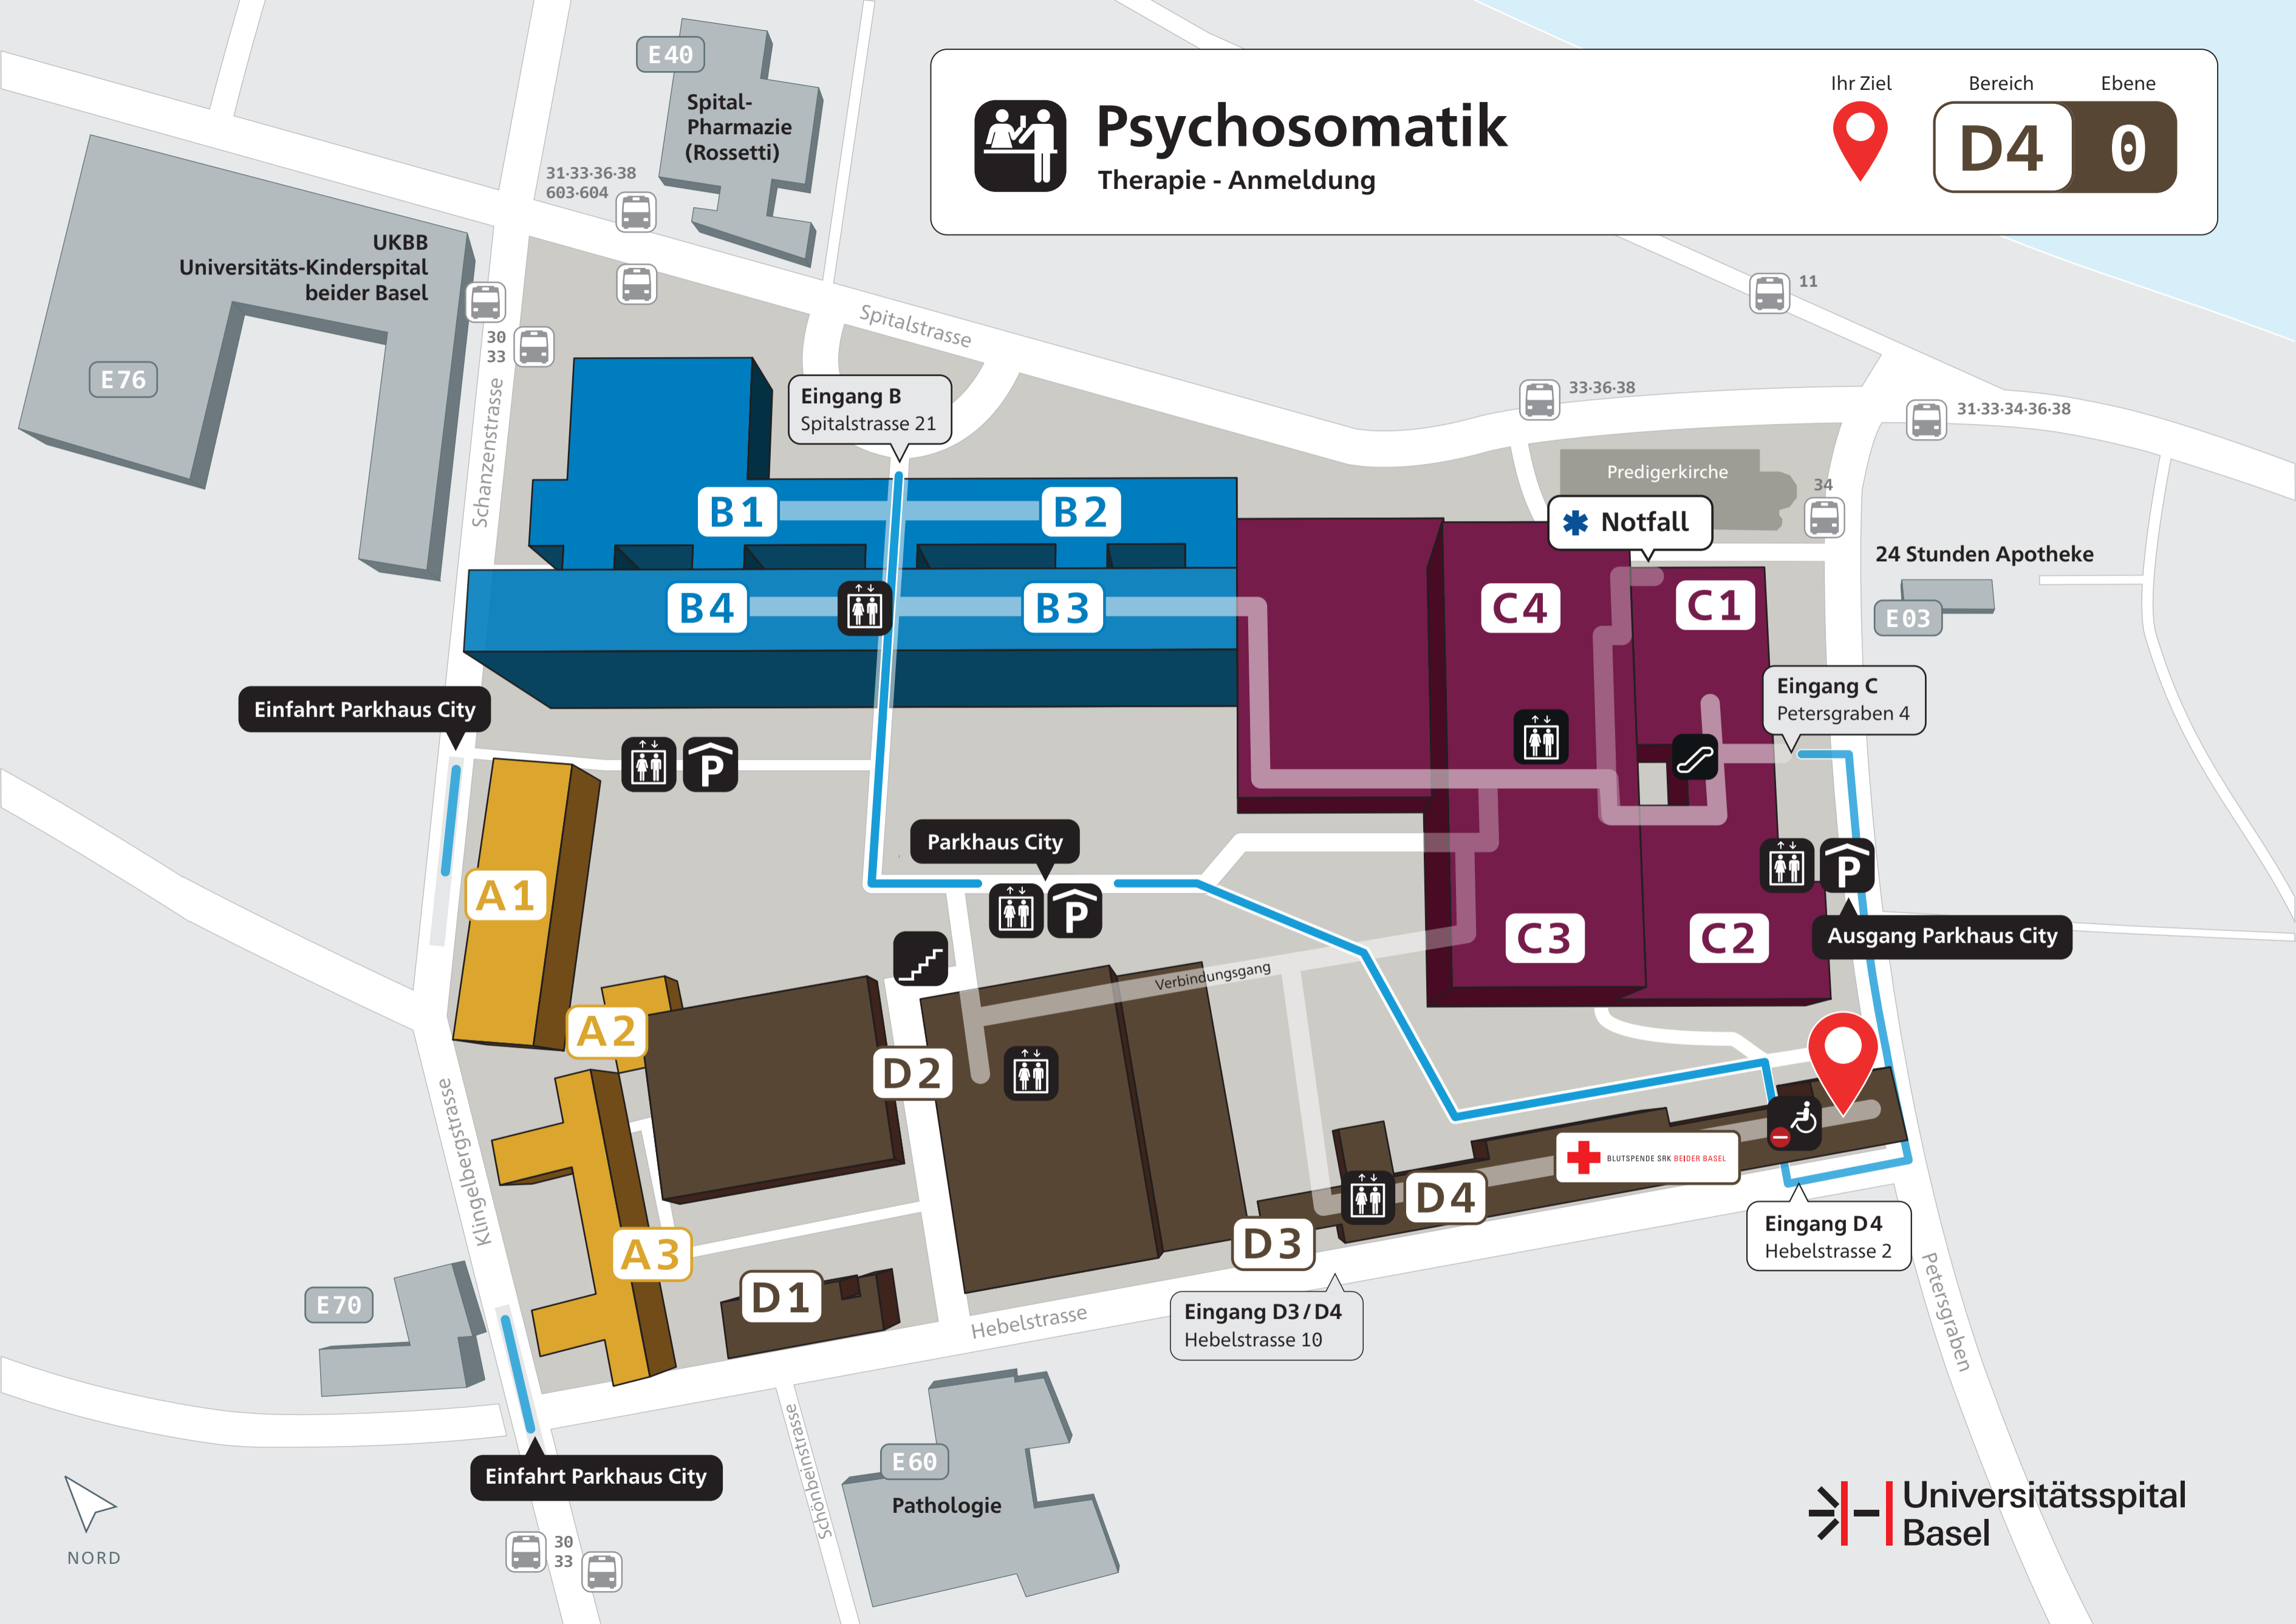 E40
Spital-
Pharmazie
(Rossetti)
31·33·36·38
603·604
Psychosomatik
Therapie - Anmeldung
Ihr Ziel
Bereich
Ebene
D4
0
UKBB
Universitäts-Kinderspital
beider Basel
E76
30
33
Schanzenstrasse
Spitalstrasse
11
33·36·38
31·33·34·36·38
Eingang B
Spitalstrasse 21
Predigerkirche
34
Notfall
24 Stunden Apotheke
E03
B1
B2
B4
B3
C4
C1
Eingang C
Petersgraben 4
Einfahrt Parkhaus City
P
Parkhaus City
P
P
A1
C3
C2
Ausgang Parkhaus City
Verbindungsgang
A2
D2
Klingelbergstrasse
BLUTSPENDE SRK BEIDER BASEL
D4
D3
A3
D1
Eingang D4
Hebelstrasse 2
Eingang D3/D4
Hebelstrasse 10
Hebelstrasse
Petersgraben
E70
Schönbeinstrasse
E60
Pathologie
Einfahrt Parkhaus City
30
33
NORD
Universitätsspital
Basel